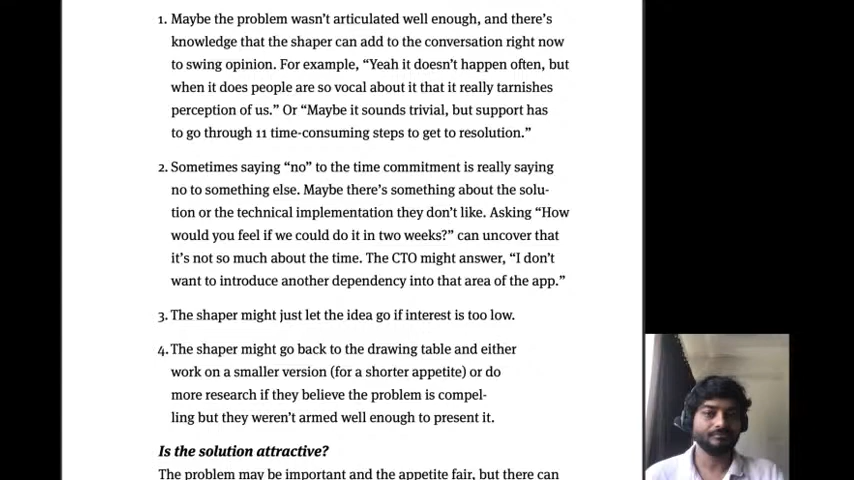 1. Maybe the problem wasn’t articulated well enough, and there’s
knowledge that the shaper can add to the conversation right now
to swing opinion. For example, “Yeah it doesn’t happen often, but
when it does people are so vocal about it that it really tarnishes
perception of us.” Or “Maybe it sounds trivial, but support has
to go through 11 time-consuming steps to get to resolution.”
2. Sometimes saying “no” to the time commitment is really saying
no to something else. Maybe there’s something about the solu-
tion or the technical implementation they don’t like. Asking “How
would you feel if we could do it in two weeks?” can uncover that
it’s not so much about the time. The CTO might answer, “I don’t
want to introduce another dependency into that area of the app.”
3. The shaper might just let the idea go if interest is too low.
4. The shaper might go back to the drawing table and either
work on a smaller version (for a shorter appetite) or do
more research if they believe the problem is compel-
ling but they weren’t armed well enough to present it.
Is the solution attractive?
The problem may be important and the appetite fair, but there can